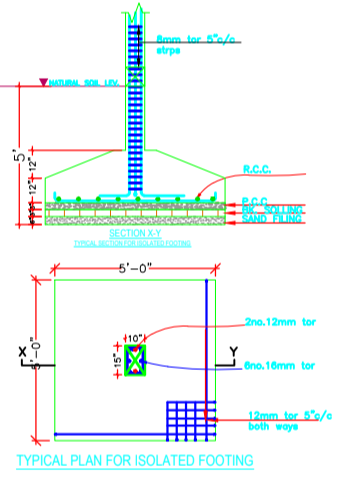 8mm tor 5"c/c
strps
NATURAL SOIL LEV.
5'
12"
12"
R.C.C.
P.C.C.
BK. SOLLING
SAND FILING
SECTION X-Y
TYPICAL SECTION FOR ISOLATED FOOTING
5'-0"
5'-0"
10"
15"
X
Y
2no.12mm tor
6no.16mm tor
12mm tor 5"c/c
both ways
TYPICAL PLAN FOR ISOLATED FOOTING